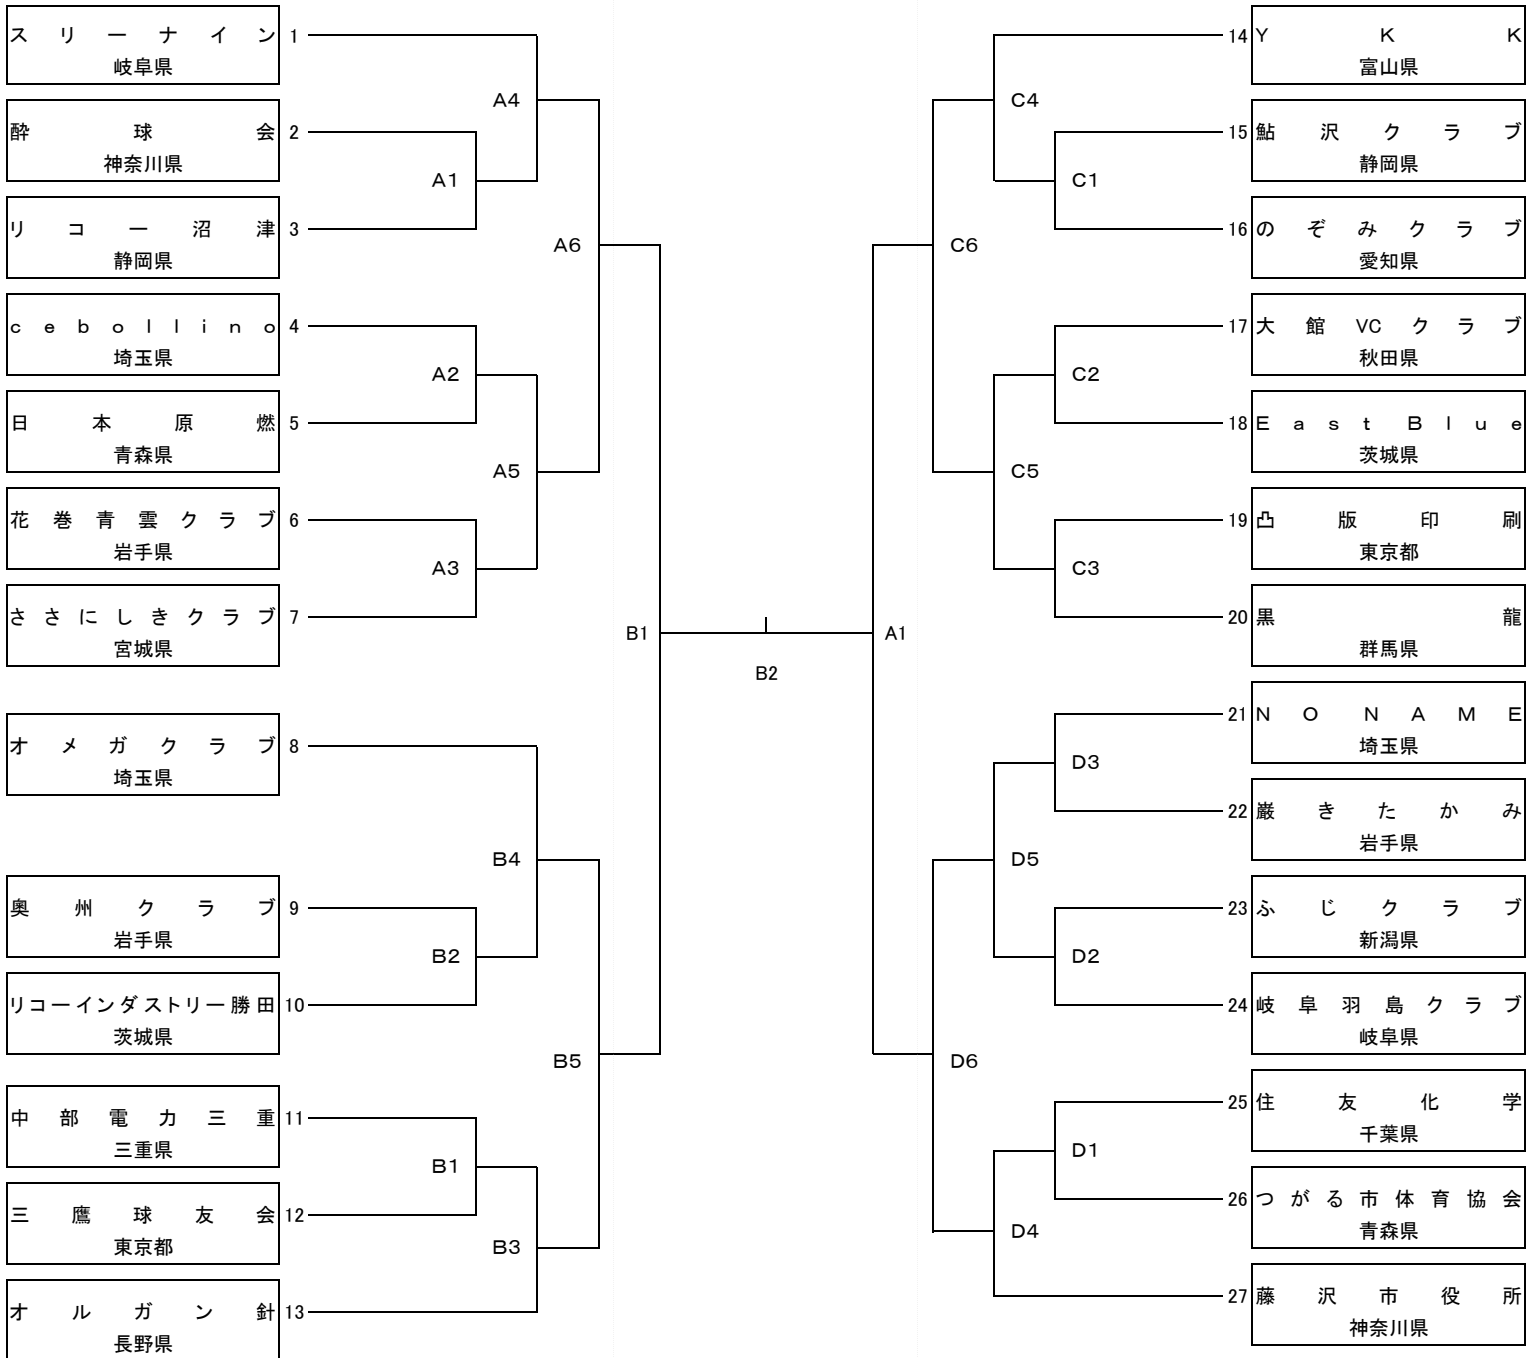 スリーナイン 1
岐阜県
酔球会 2
神奈川県
リコー沼津 3
静岡県
cebollino 4
埼玉県
日本原燃 5
青森県
花巻青雲クラブ 6
岩手県
ささにしきクラブ 7
宮城県
オメガクラブ 8
埼玉県
奥州クラブ 9
岩手県
リコーインダストリー勝田 10
茨城県
中部電力三重 11
三重県
三鷹球友会 12
東京都
オルガン針 13
長野県
A4
A1
A6
A2
A5
A3
B1
B4
B2
B5
B1
B3
B2
A1
C4
C1
C6
C2
C5
C3
D3
D5
D2
D6
D1
D4
14 YKK
富山県
15 鮎沢クラブ
静岡県
16 のぞみクラブ
愛知県
17 大館VCクラブ
秋田県
18 East Blue
茨城県
19 凸版印刷
東京都
20 黒龍
群馬県
21 NO NAME
埼玉県
22 巌きたかみ
岩手県
23 ふじクラブ
新潟県
24 岐阜羽島クラブ
岐阜県
25 住友化学
千葉県
26 つがる市体育協会
青森県
27 藤沢市役所
神奈川県